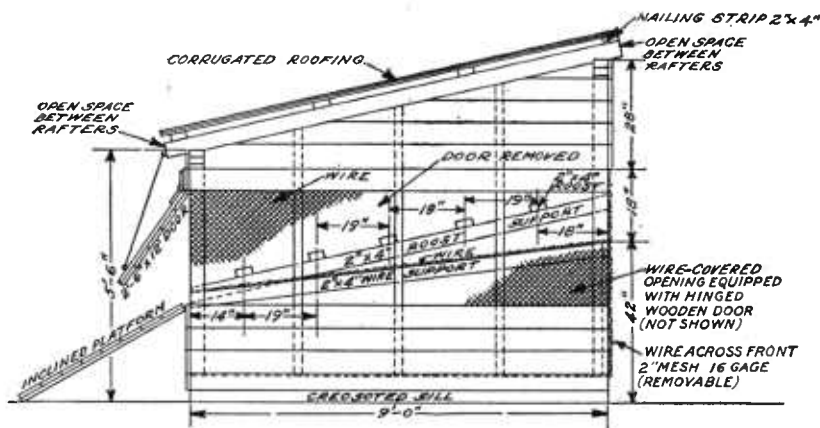 NAILING STRIP 2"x4"
OPEN SPACE
BETWEEN
RAFTERS
CORRUGATED ROOFING
OPEN SPACE
BETWEEN
RAFTERS
28"
DOOR REMOVED
WIRE
2"x4"
ROOST
18"
19"
18"
19"
18"
2"x4" ROOST
SUPPORT
WIRE
2"x4" WIRE SUPPORT
2'-6"x12' DOOR
5'-6"
WIRE-COVERED
OPENING EQUIPPED
WITH HINGED
WOODEN DOOR
(NOT SHOWN)
42"
14"
19"
INCLINED PLATFORM
WIRE ACROSS FRONT
2" MESH 16 GAGE
(REMOVABLE)
CREOSOTED SILL
9'-0"